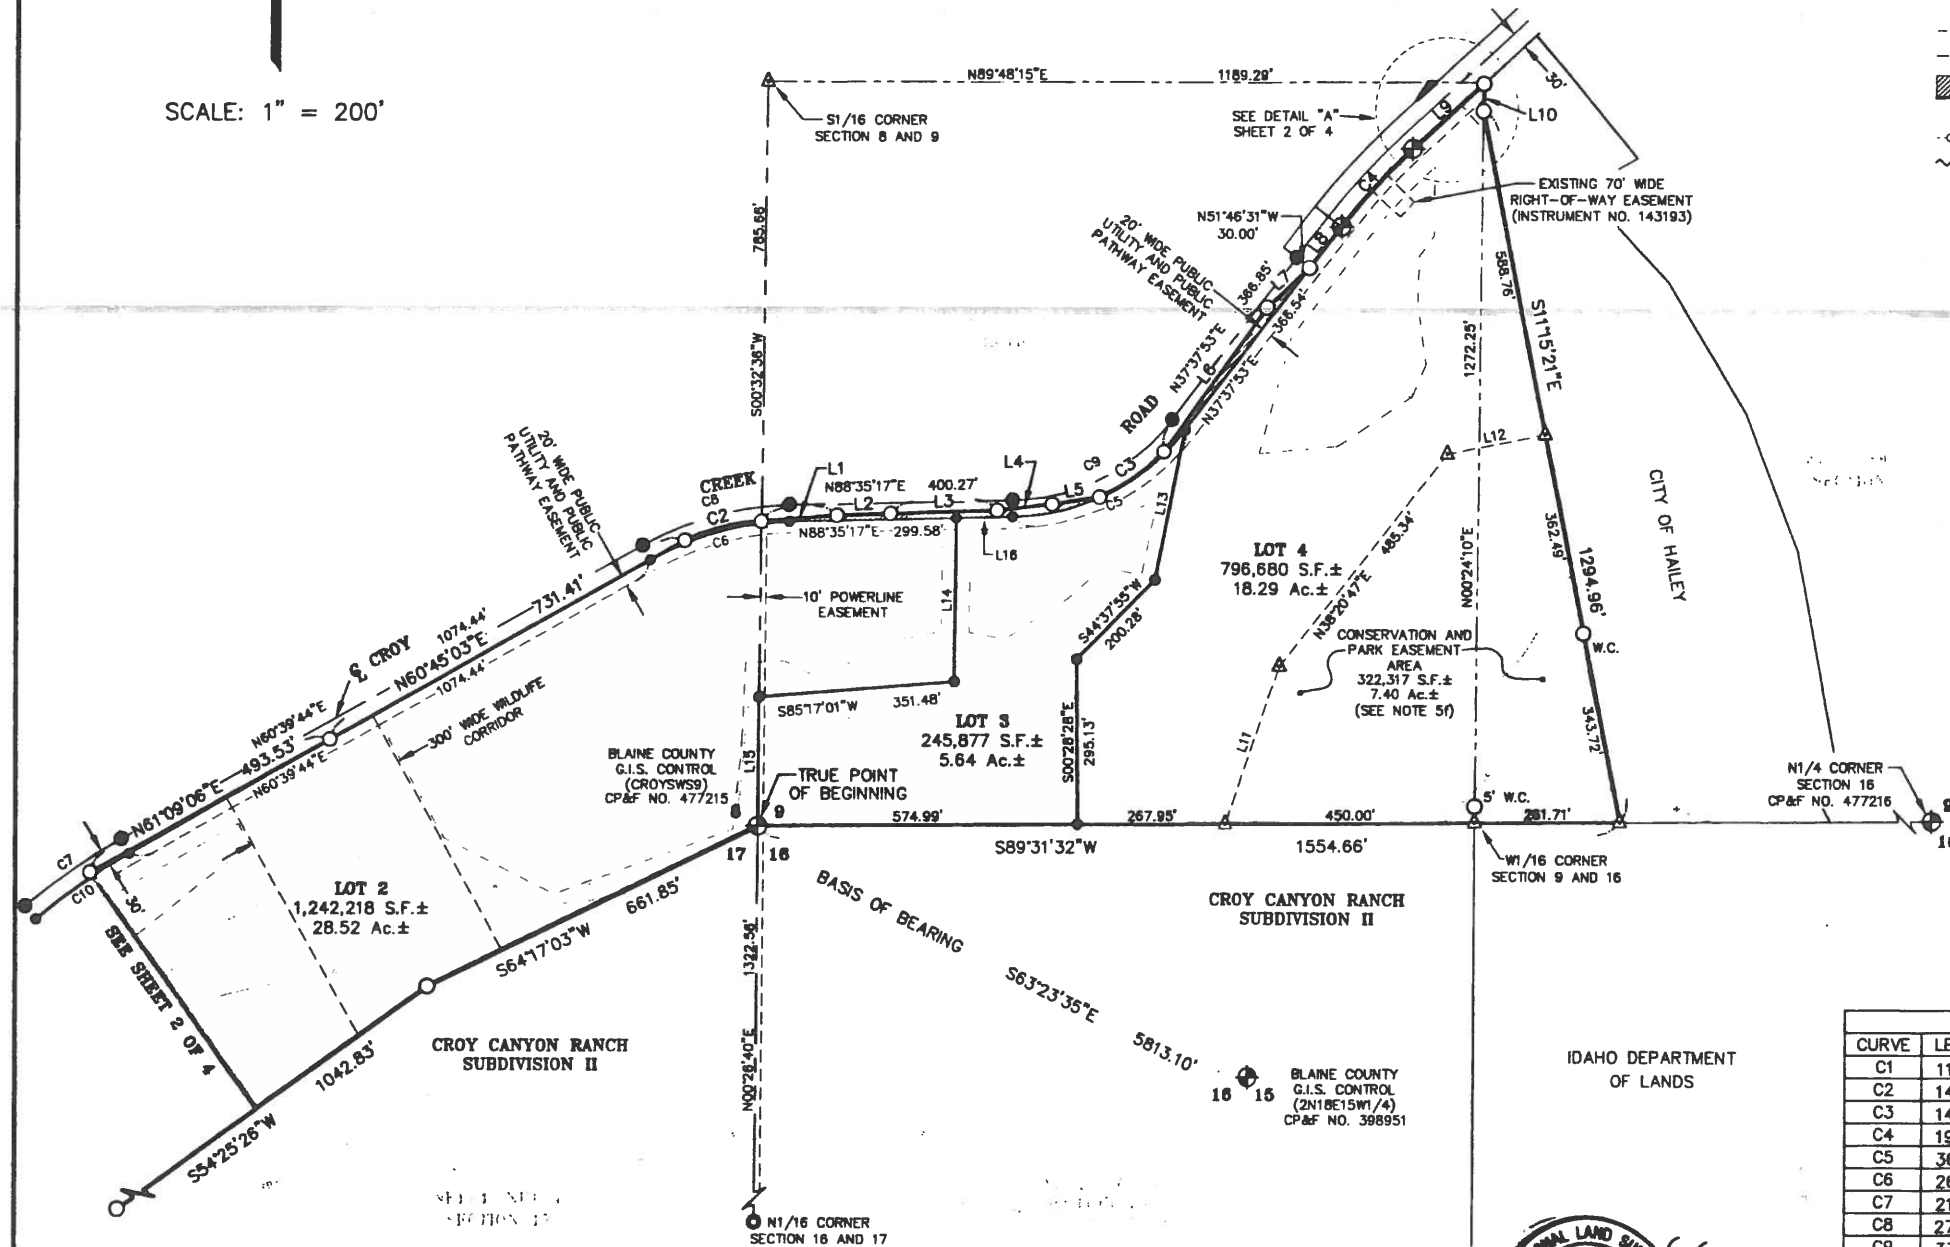 SCALE: 1" = 200'
N89°48'15"E
1189.29'
S1/16 CORNER
SECTION 8 AND 9
SEE DETAIL "A"
SHEET 2 OF 4
L9
30'
L10
C4
EXISTING 70' WIDE
RIGHT-OF-WAY EASEMENT
(INSTRUMENT NO. 143193)
785.66'
S00°32'36"W
N51°46'31"W
30.00'
20' WIDE PUBLIC
UTILITY AND PUBLIC
PATHWAY EASEMENT
L8
L7
366.85'
366.54'
N37°37'53"E
L6
N37°37'53"E
588.76'
S11°15'21"E
1272.25'
ROAD
L12
20' WIDE PUBLIC
UTILITY AND PUBLIC
PATHWAY EASEMENT
CREEK
C8
C2
C6
L1
N88°35'17"E
400.27'
L2
L3
L4
L5
C9
C3
C5
N88°35'17"E
299.58'
L16
L13
CITY OF HAILEY
362.49'
1294.96'
LOT 4
796,680 S.F.±
18.29 Ac.±
485.34'
N38°20'47"E
N00°24'10"E
10' POWERLINE
EASEMENT
L14
S44°37'55"W
200.28'
731.41'
1074.44'
℄ CROY
N60°45'03"E
1074.44'
CONSERVATION AND
PARK EASEMENT
AREA
322,317 S.F.±
7.40 Ac.±
(SEE NOTE 5f)
W.C.
N60°39'44"E
493.53'
N61°09'06"E
N60°39'44"E
300' WIDE WILDLIFE
CORRIDOR
S85°17'01"W
351.48'
LOT 3
245,877 S.F.±
5.64 Ac.±
S00°28'28"E
295.13'
L11
343.72'
BLAINE COUNTY
G.I.S. CONTROL
(CROYSWS9)
CP&F NO. 477215
L15
TRUE POINT
OF BEGINNING
N1/4 CORNER
SECTION 16
CP&F NO. 477216
9
5' W.C.
574.99'
267.95'
450.00'
261.71'
17
16
S89°31'32"W
1554.66'
W1/16 CORNER
SECTION 9 AND 16
C7
C10
30'
SEE SHEET 2 OF 4
LOT 2
1,242,218 S.F.±
28.52 Ac.±
661.85'
S64°17'03"W
BASIS OF BEARING
S63°23'35"E
5813.10'
CROY CANYON RANCH
SUBDIVISION II
1322.56'
N00°26'40"E
CROY CANYON RANCH
SUBDIVISION II
1042.83'
S54°25'26"W
16
15
BLAINE COUNTY
G.I.S. CONTROL
(2N18E15W1/4)
CP&F NO. 398951
IDAHO DEPARTMENT
OF LANDS
CURVE
C1
C2
C3
C4
C5
C6
C7
C8
C9
N1/16 CORNER
SECTION 16 AND 17
LAND